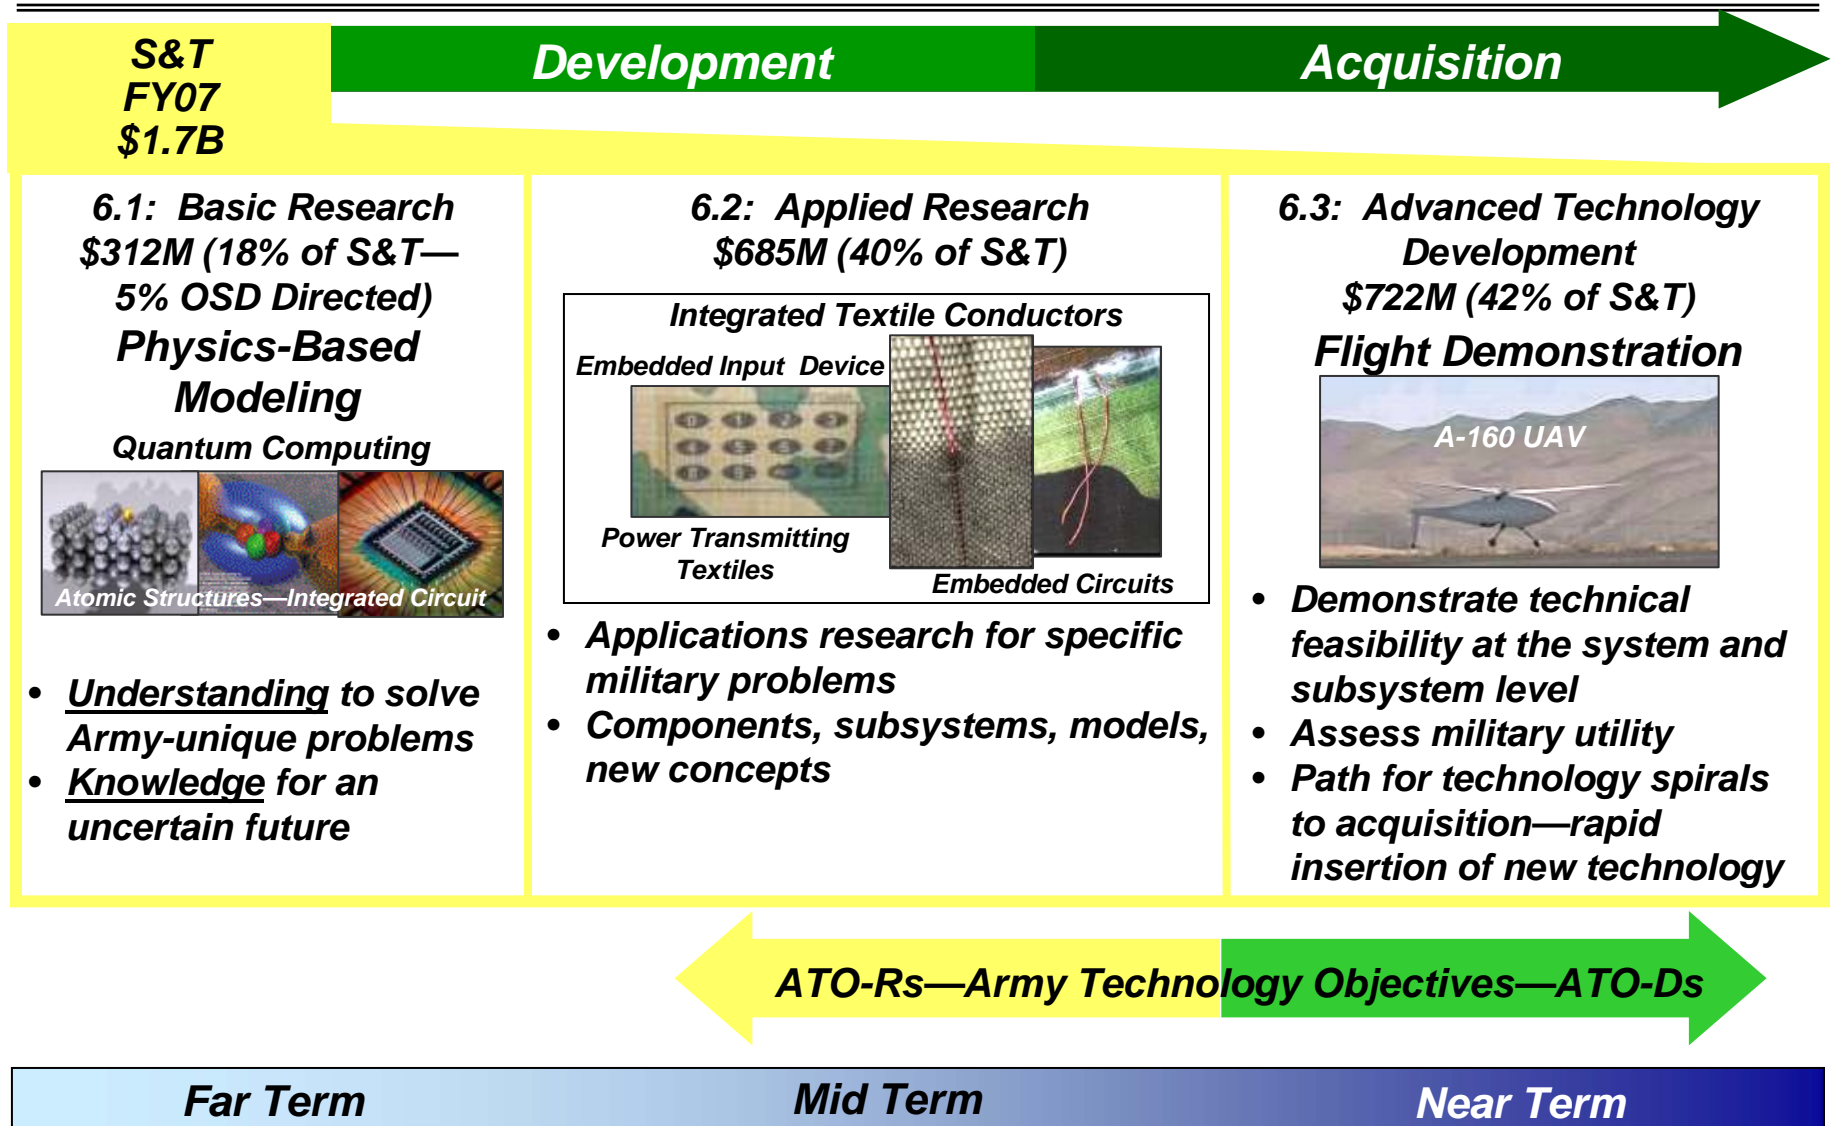 S&T
FY07
$1.7B
Development
Acquisition
6.1:  Basic Research
$312M (18% of S&T—
5% OSD Directed)
Physics-Based
Modeling
Quantum Computing
Atomic Structures—Integrated Circuit
• Understanding to solve
Army-unique problems
• Knowledge for an
uncertain future
6.2:  Applied Research
$685M (40% of S&T)
Integrated Textile Conductors
Embedded Input  Device
Power Transmitting
Textiles
Embedded Circuits
• Applications research for specific
military problems
• Components, subsystems, models,
new concepts
6.3:  Advanced Technology
Development
$722M (42% of S&T)
Flight Demonstration
A-160 UAV
• Demonstrate technical
feasibility at the system and
subsystem level
• Assess military utility
• Path for technology spirals
to acquisition—rapid
insertion of new technology
ATO-Rs—Army Technology Objectives—ATO-Ds
Far Term
Mid Term
Near Term